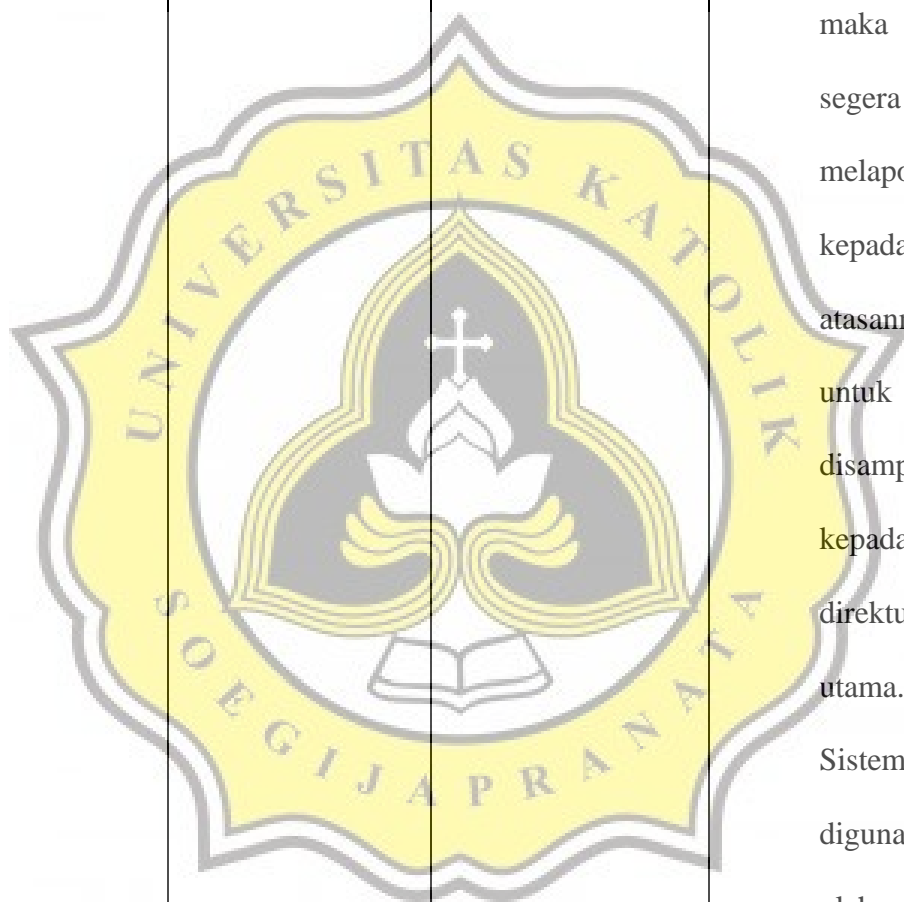 UNIVERSITAS KATOLIK
SOEGIJAPRANATA
maka
segera
kepada
untuk
kepada
utama.
Sistem